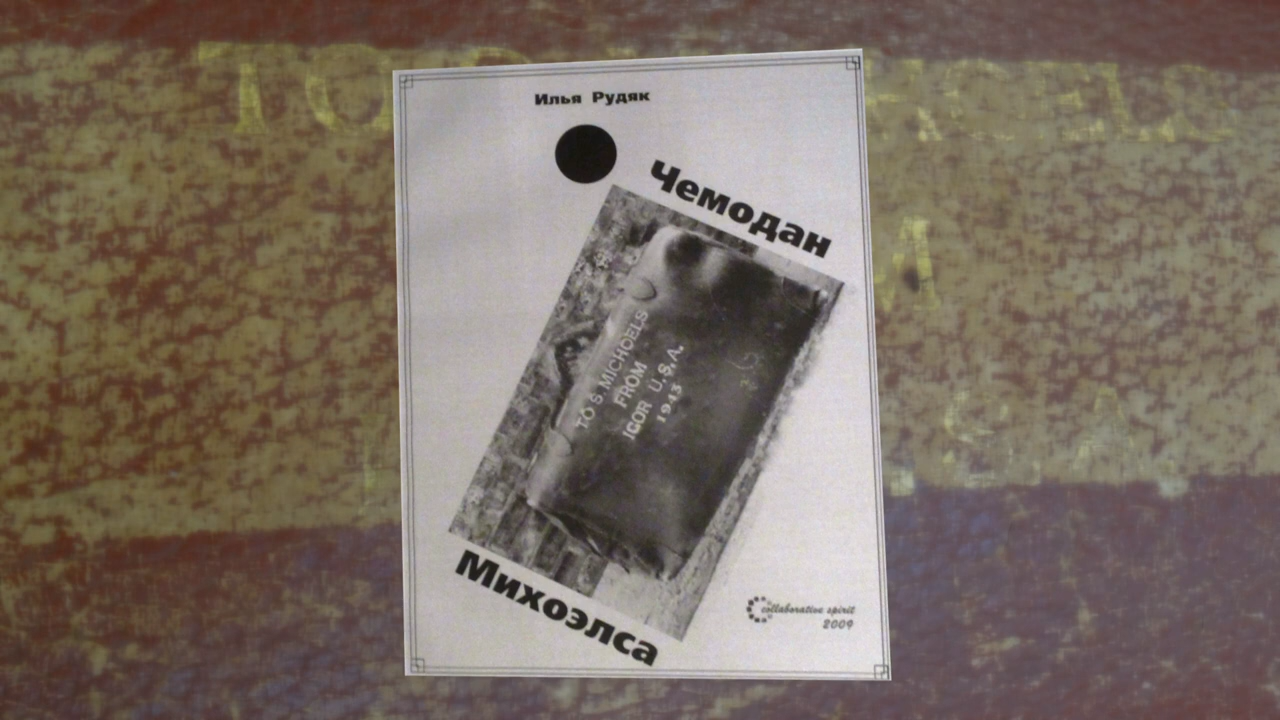 Илья Рудяк
Чемодан
TO S. MICHOELS
FROM
IGOR U.S.A.
1943
Михоэлса
collaborative spirit
2009